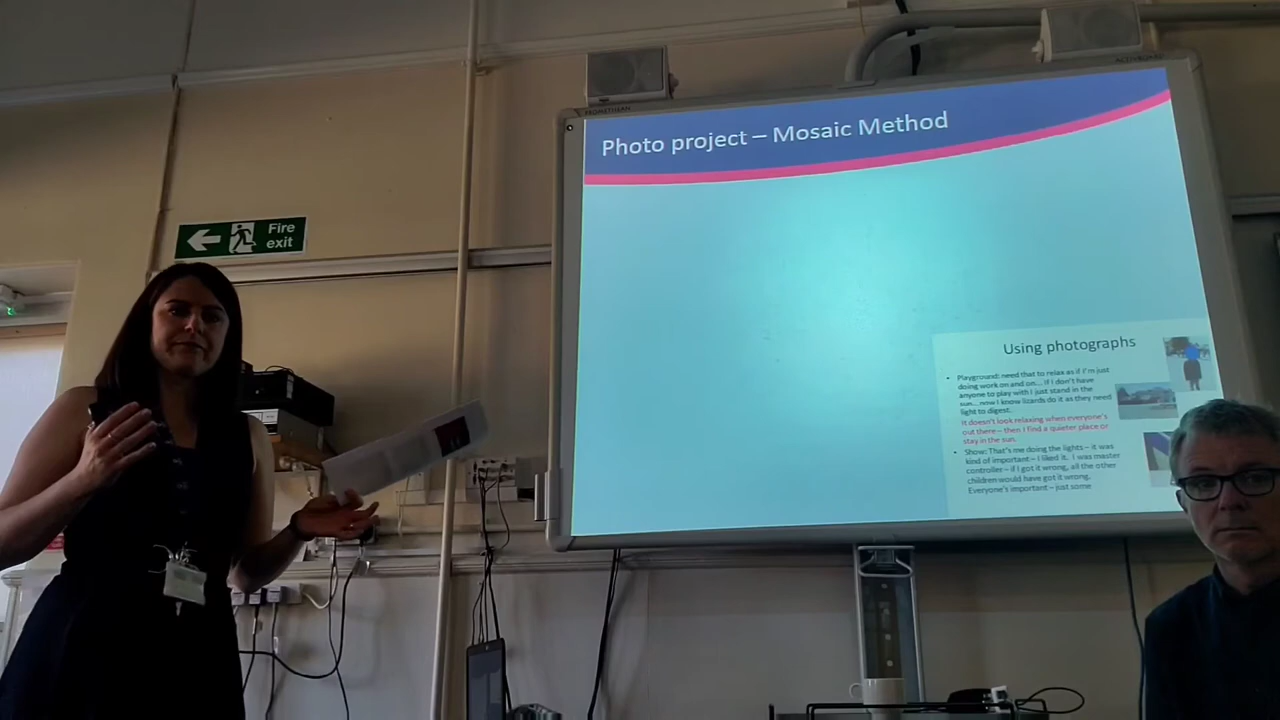 PROMETHEAN
ACTIVBOARD
Photo project – Mosaic Method
Fire
exit
Using photographs
• Playground: need that to relax as if I'm just
doing work on and on... If I don't have
anyone to play with I just stand in the
sun... now I know lizards do it as they need
light to digest.
It doesn't look relaxing when everyone's
out there – then I find a quieter place or
stay in the sun.
• Show: That's me doing the lights – it was
kind of important – I liked it. I was master
controller – if I got it wrong, all the other
children would have got it wrong.
Everyone's important – just some